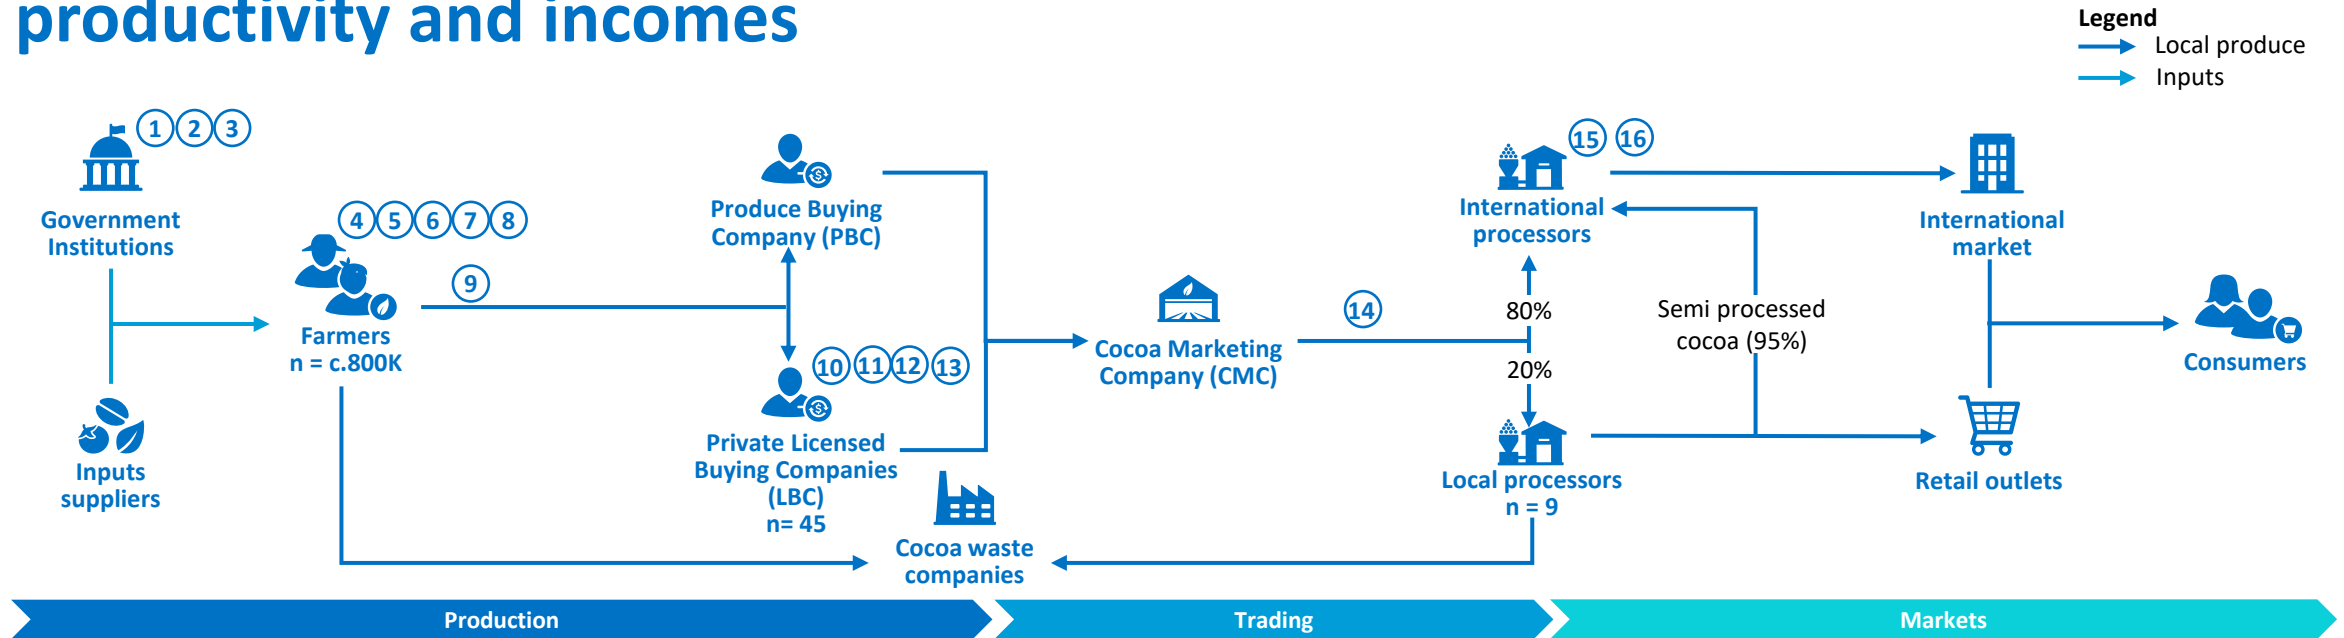 productivity and incomes
Legend
Local produce
Inputs
1 2 3
Government
Institutions
Inputs
suppliers
4 5 6 7 8
Farmers
n = c.800K
9
Produce Buying
Company (PBC)
10 11 12 13
Private Licensed
Buying Companies
(LBC)
n= 45
Cocoa waste
companies
Cocoa Marketing
Company (CMC)
14
15 16
International
processors
80%
20%
Local processors
n = 9
Semi processed
cocoa (95%)
International
market
Retail outlets
Consumers
Production
Trading
Markets